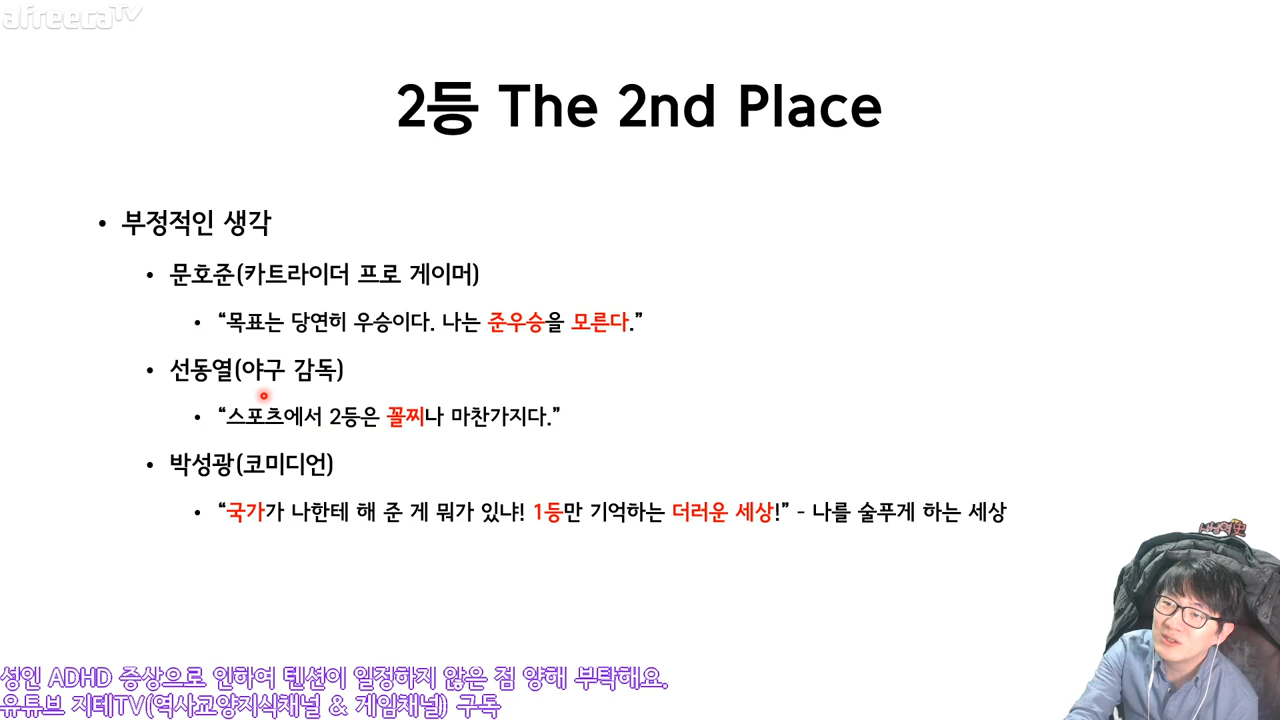 afreecaTV
2등 The 2nd Place
• 부정적인 생각
• 문호준(카트라이더 프로 게이머)
• “목표는 당연히 우승이다. 나는 준우승을 모른다.”
• 선동열(야구 감독)
• “스포츠에서 2등은 꼴찌나 마찬가지다.”
• 박성광(코미디언)
• “국가가 나한테 해 준 게 뭐가 있냐! 1등만 기억하는 더러운 세상!” - 나를 술푸게 하는 세상
성인 ADHD 증상으로 인하여 텐션이 일정하지 않은 점 양해 부탁해요.
유튜브 지테TV(역사교양지식채널 & 게임채널) 구독